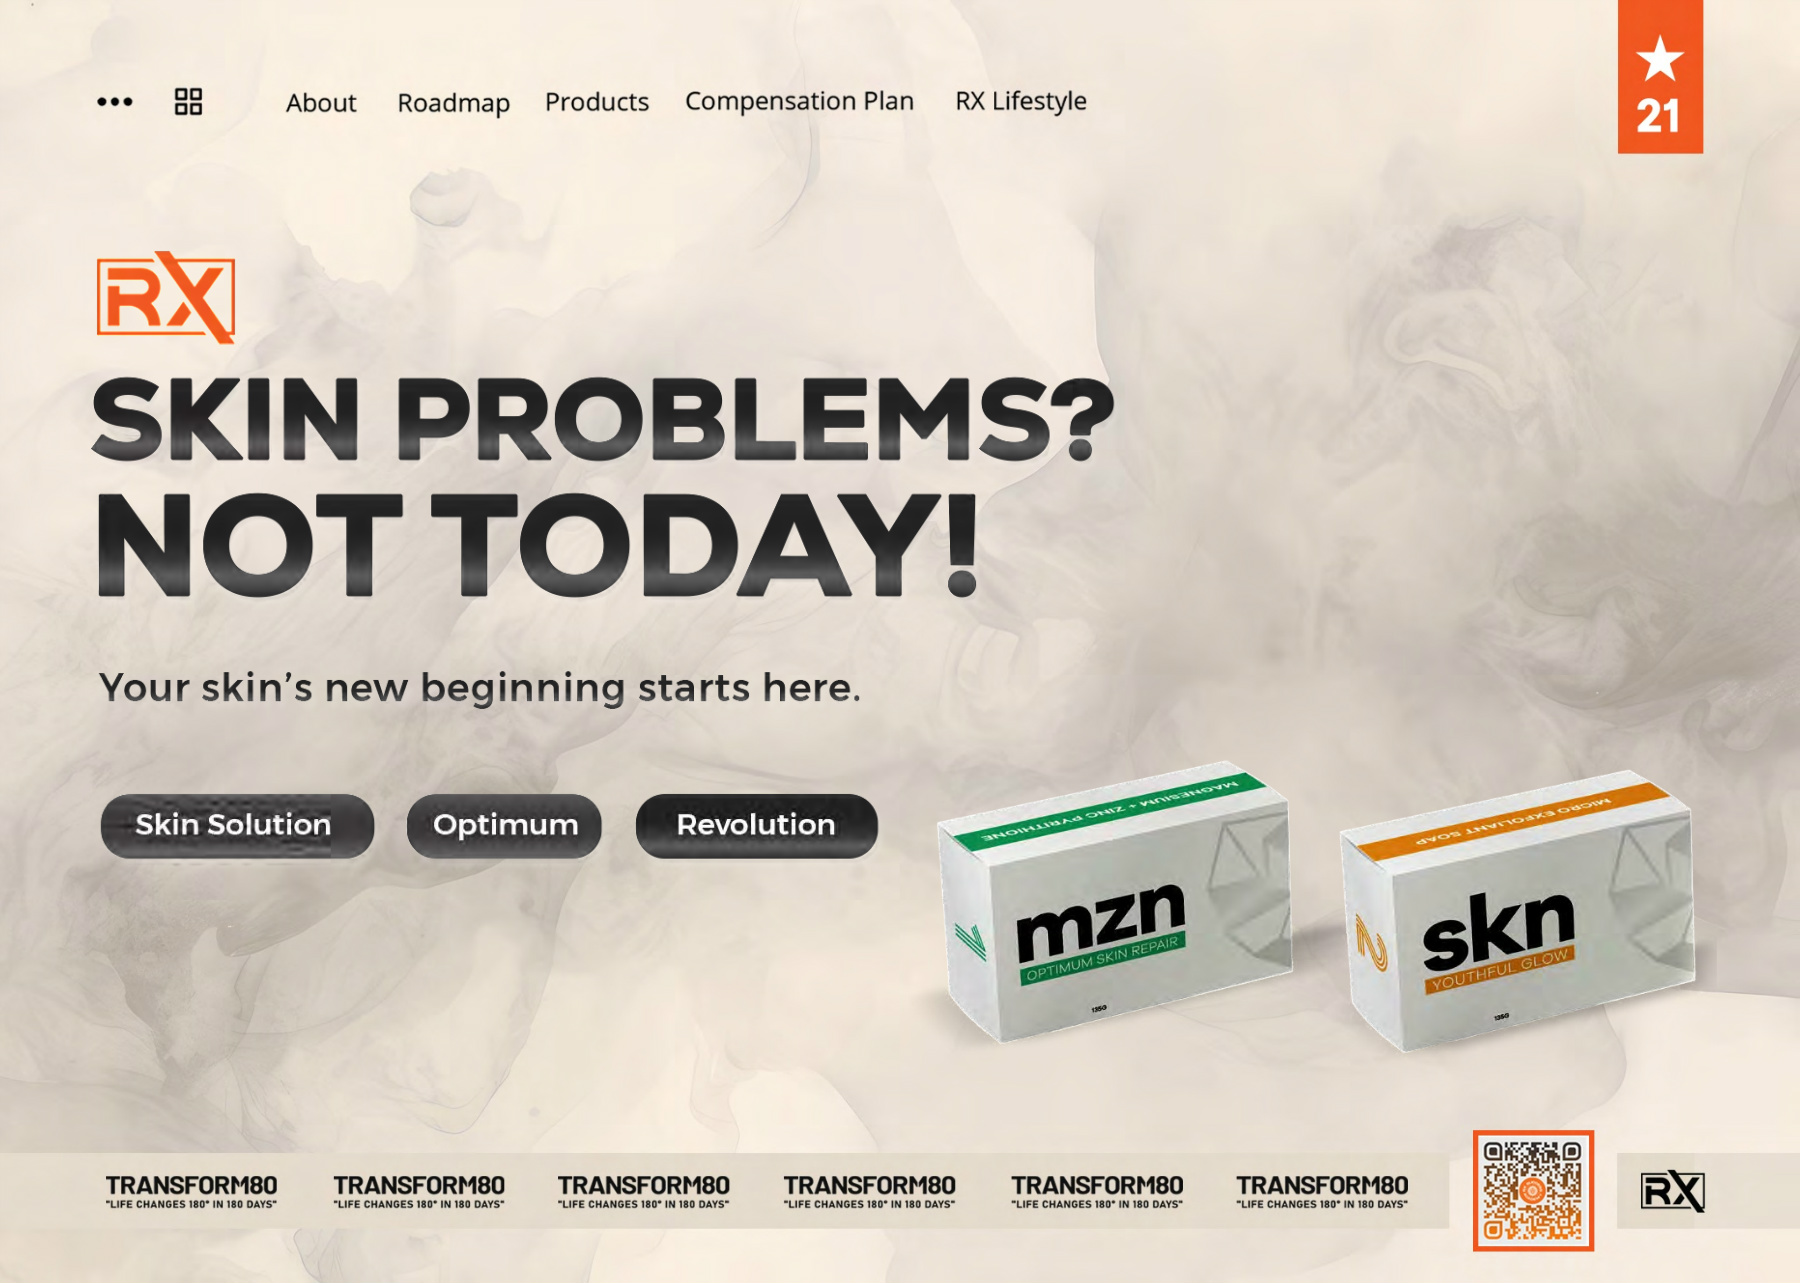 About Roadmap Products Compensation Plan RX Lifestyle
21
RX
SKIN PROBLEMS?
NOT TODAY!
Your skin’s new beginning starts here.
Skin Solution Optimum Revolution
MAGNESIUM + ZINC PYRITHIONE
1
mzn
OPTIMUM SKIN REPAIR
135G
MICRO EXFOLIANT SOAP
2
skn
YOUTHFUL GLOW
135G
TRANSFORM80 TRANSFORM80 TRANSFORM80 TRANSFORM80 TRANSFORM80 TRANSFORM80
"LIFE CHANGES 180° IN 180 DAYS" "LIFE CHANGES 180° IN 180 DAYS" "LIFE CHANGES 180° IN 180 DAYS" "LIFE CHANGES 180° IN 180 DAYS" "LIFE CHANGES 180° IN 180 DAYS" "LIFE CHANGES 180° IN 180 DAYS"
RX